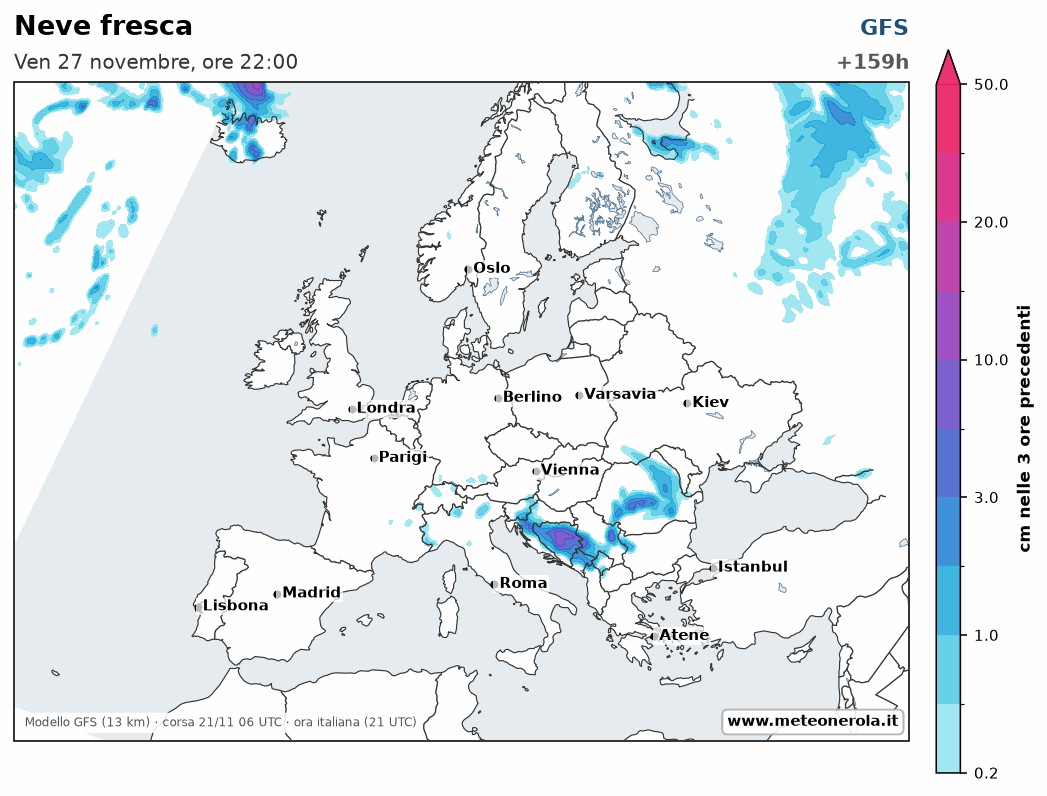 Neve fresca
GFS
Ven 27 novembre, ore 22:00
+159h
50.0
20.0
10.0
3.0
1.0
0.2
cm nelle 3 ore precedenti
Oslo
Berlino
Varsavia
Kiev
Londra
Parigi
Vienna
Istanbul
Roma
Madrid
Lisbona
Atene
Modello GFS (13 km) · corsa 21/11 06 UTC · ora italiana (21 UTC)
www.meteonerola.it